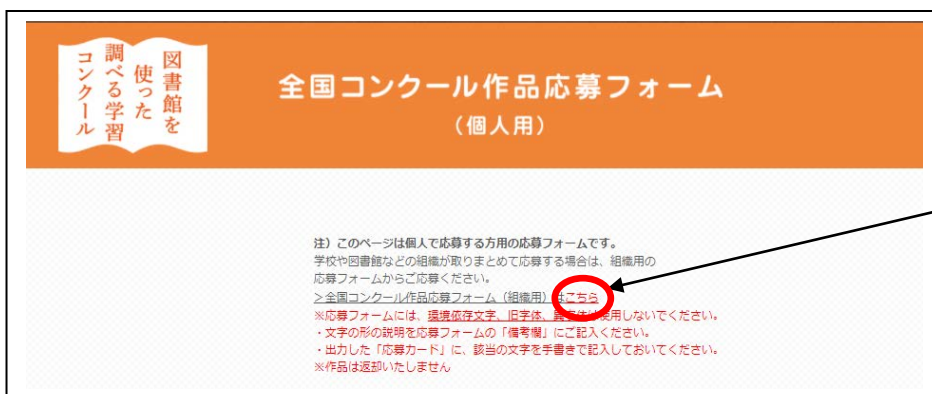 図書館を
使った
調べる学習
コンクール
全国コンクール作品応募フォーム
(個人用)
注）このページは個人で応募する方用の応募フォームです。
学校や図書館などの組織が取りまとめて応募する場合は、組織用の
応募フォームからご応募ください。
＞全国コンクール作品応募フォーム（組織用）はこちら
※応募フォームには、環境依存文字、旧字体、異字体は使用しないでください。
・文字の形の説明を応募フォームの「備考欄」にご記入ください。
・出力した「応募カード」に、該当の文字を手書きで記入しておいてください。
※作品は返却いたしません